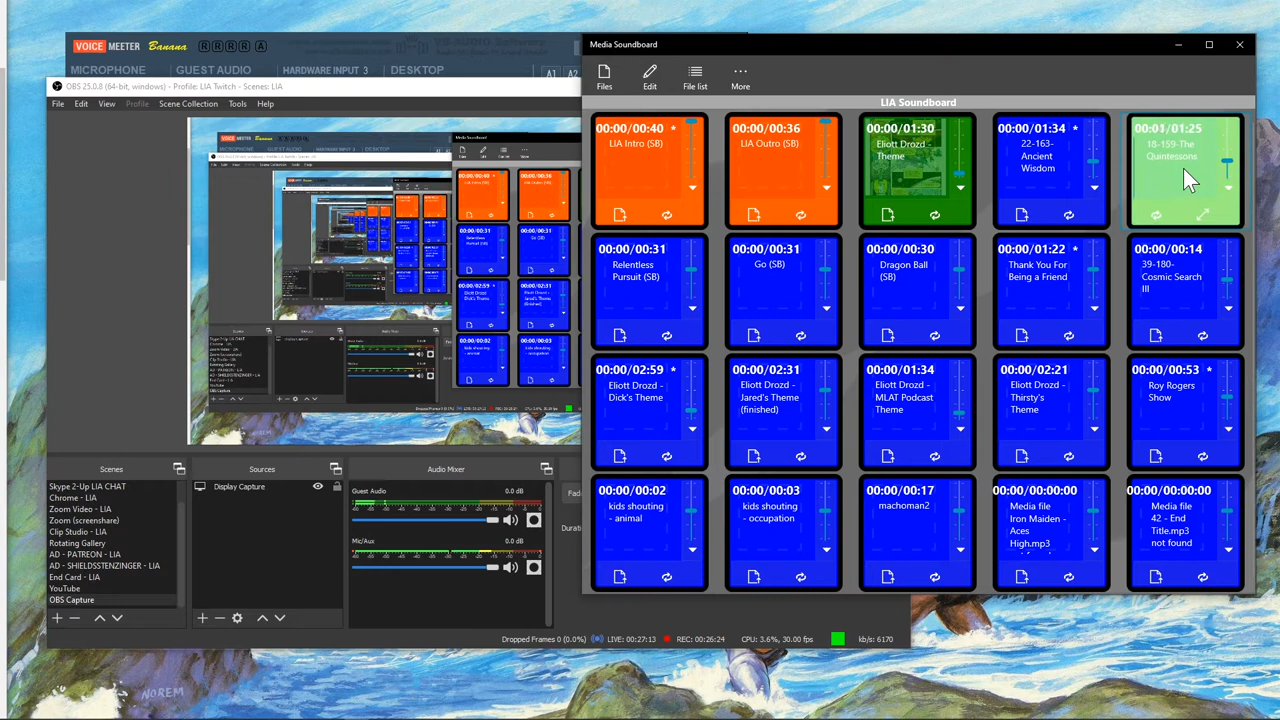 VOICE MEETER Banana
MICROPHONE GUEST AUDIO HARDWARE INPUT 3 DESKTOP A1 A2
OBS 25.0.8 (64-bit, windows) - Profile: LIA Twitch - Scenes: LIA
File Edit View Profile Scene Collection Tools Help
Media Soundboard
Files Edit File list More
LIA Soundboard
00:00/00:40 *
LIA Intro (SB)
00:00/00:36
LIA Outro (SB)
00:00/01:30
Eliott Drozd -
Theme
00:00/01:34 *
22-163-
Ancient
Wisdom
00:01/01:25
18-159-The
Quintessons
00:00/00:31
Relentless
Pursuit (SB)
00:00/00:31
Go (SB)
00:00/00:30
Dragon Ball
(SB)
00:00/01:22 *
Thank You For
Being a Friend
00:00/00:14
39-180-
Cosmic Search
III
00:00/02:59 *
Eliott Drozd -
Dick's Theme
00:00/02:31
Eliott Drozd -
Jared's Theme
(finished)
00:00/01:34
Eliott Drozd -
MLAT Podcast
Theme
00:00/02:21
Eliott Drozd -
Thirsty's
Theme
00:00/00:53 *
Roy Rogers
Show
00:00/00:02
kids shouting
- animal
00:00/00:03
kids shouting
- occupation
00:00/00:17
machoman2
00:00/00:00:00
Media file
Iron Maiden -
Aces
High.mp3
00:00/00:00:00
Media file
42 - End
Title.mp3
not found
Scenes
Skype 2-Up LIA CHAT
Chrome - LIA
Zoom Video - LIA
Zoom (screenshare)
Clip Studio - LIA
Rotating Gallery
AD - PATREON - LIA
AD - SHIELDSSTENZINGER - LIA
End Card - LIA
YouTube
OBS Capture
Sources
Display Capture
Audio Mixer
Guest Audio 0.0 dB
Mic/Aux 0.0 dB
Fad
Durati
Dropped Frames 0 (0.0%) LIVE: 00:27:13 REC: 00:26:24 CPU: 3.6%, 30.00 fps kb/s: 6170
NOREM